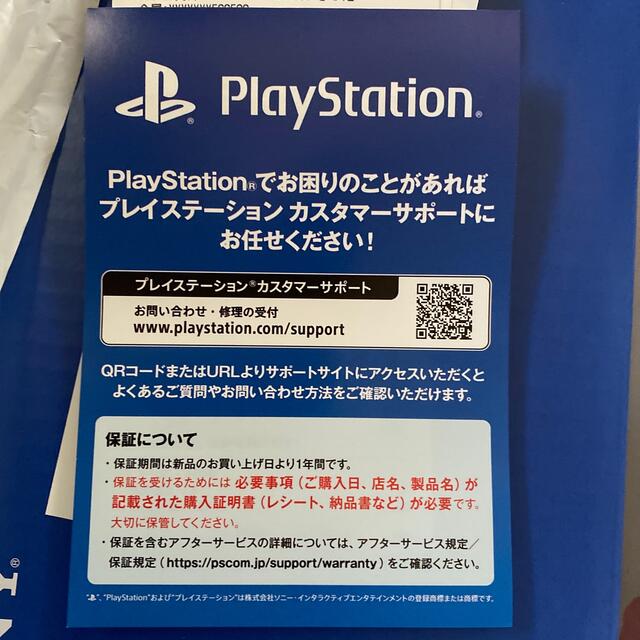 PlayStation®
PlayStation®でお困りのことがあれば
プレイステーション カスタマーサポートに
お任せください！
プレイステーション®カスタマーサポート
お問い合わせ・修理の受付
www.playstation.com/support
QRコードまたはURLよりサポートサイトにアクセスいただくと
よくあるご質問やお問い合わせ方法をご確認いただけます。
保証について
・保証期間は新品のお買い上げ日より1年間です。
・保証を受けるためには 必要事項（ご購入日、店名、製品名）が
記載された購入証明書（レシート、納品書など）が必要です。
大切に保管してください。
・保証を含むアフターサービスの詳細については、アフターサービス規定／
保証規定（https://pscom.jp/support/warranty）をご確認ください。
"、"PlayStation"および"プレイステーション"は株式会社ソニー・インタラクティブエンタテインメントの登録商標または商標です。